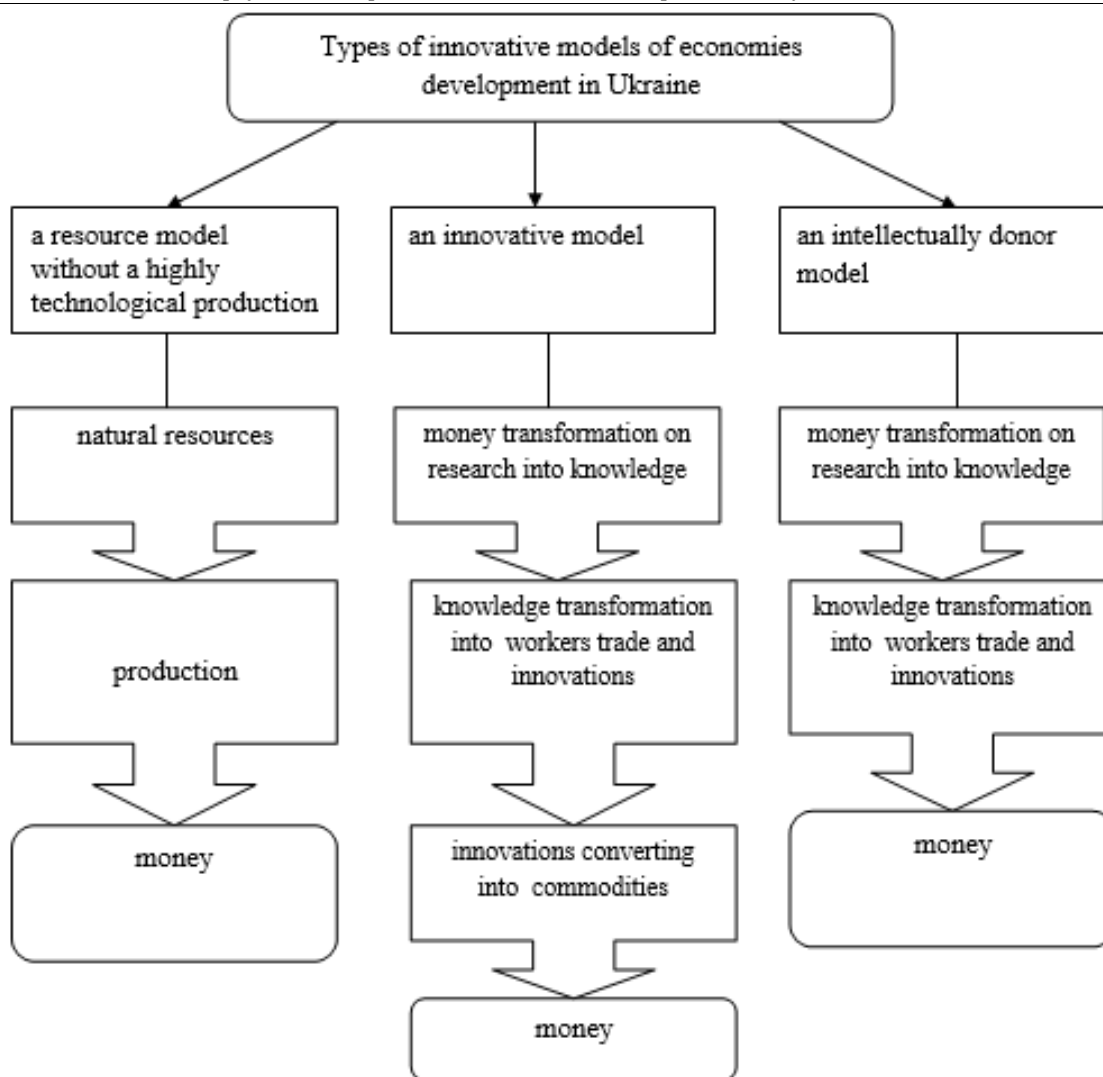 Types of innovative models of economies
development in Ukraine
a resource model
without a highly
technological production
an innovative model
an intellectually donor
model
natural resources
money transformation on
research into knowledge
money transformation on
research into knowledge
production
knowledge transformation
into workers trade and
innovations
knowledge transformation
into workers trade and
innovations
money
innovations converting
into commodities
money
money